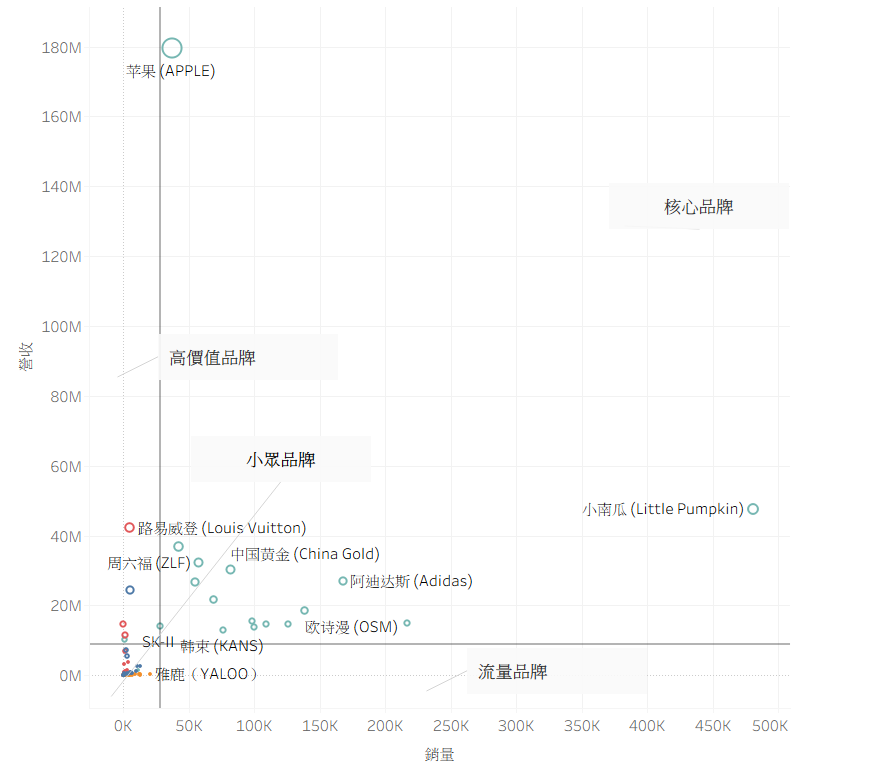 180M
苹果 (APPLE)
160M
140M
核心品牌
120M
100M
營收
高價值品牌
80M
小眾品牌
60M
小南瓜 (Little Pumpkin)
40M
路易威登 (Louis Vuitton)
中国黄金 (China Gold)
周六福 (ZLF)
阿迪达斯 (Adidas)
20M
欧诗漫 (OSM)
SK-II
韩束 (KANS)
流量品牌
0M
雅鹿（YALOO）
0K 50K 100K 150K 200K 250K 300K 350K 400K 450K 500K
銷量